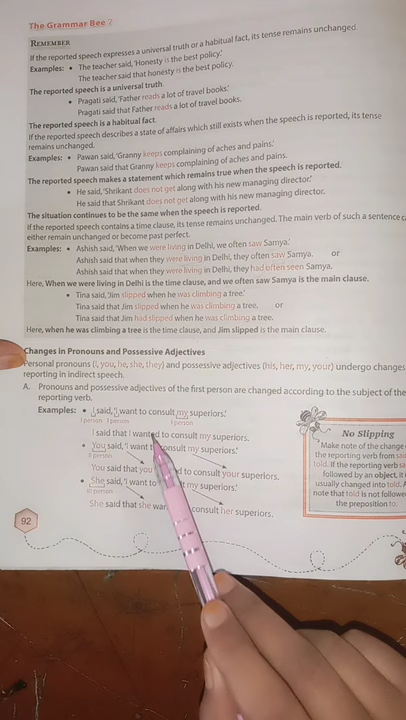 The Grammar Bee 7
REMEMBER
If the reported speech expresses a universal truth or a habitual fact, its tense remains unchanged.
Examples: • The teacher said, 'Honesty is the best policy.'
The teacher said that honesty is the best policy.
The reported speech is a universal truth.
• Pragati said, 'Father reads a lot of travel books.'
Pragati said that Father reads a lot of travel books.
The reported speech is a habitual fact.
If the reported speech describes a state of affairs which still exists when the speech is reported, its tense
remains unchanged.
Examples: • Pawan said, 'Granny keeps complaining of aches and pains.'
Pawan said that Granny keeps complaining of aches and pains.
The reported speech makes a statement which remains true when the speech is reported.
• He said, 'Shrikant does not get along with his new managing director.'
He said that Shrikant does not get along with his new managing director.
The situation continues to be the same when the speech is reported.
If the reported speech contains a time clause, its tense remains unchanged. The main verb of such a sentence
either remain unchanged or become past perfect.
Examples: • Ashish said, 'When we were living in Delhi, we often saw Samya.'
Ashish said that when they were living in Delhi, they often saw Samya. or
Ashish said that when they were living in Delhi, they had often seen Samya.
Here, When we were living in Delhi is the time clause, and we often saw Samya is the main clause.
• Tina said, 'Jim slipped when he was climbing a tree.'
Tina said that Jim slipped when he was climbing a tree. or
Tina said that Jim had slipped when he was climbing a tree.
Here, when he was climbing a tree is the time clause, and Jim slipped is the main clause.
Changes in Pronouns and Possessive Adjectives
Personal pronouns (I, you, he, she, they) and possessive adjectives (his, her, my, your) undergo changes
reporting in indirect speech.
A. Pronouns and possessive adjectives of the first person are changed according to the subject of the
reporting verb.
Examples: • I said, 'I want to consult my superiors.'
I person I person I person
I said that I wanted to consult my superiors.
• You said, 'I want to consult my superiors.'
II person
You said that you to consult your superiors.
• She said, 'I want to my superiors.'
III person
She said that she consult her superiors.
No Slipping
Make note of the change
the reporting verb from
told. If the reporting verb
followed by an object, it
usually changed into told.
note that told is not
the preposition to.
92